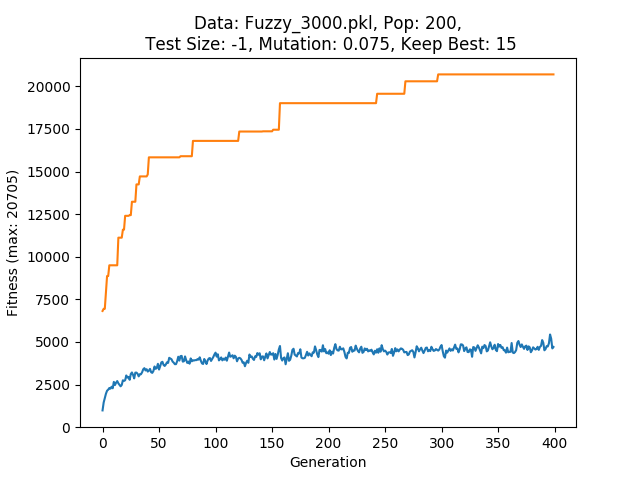 Data: Fuzzy_3000.pkl, Pop: 200,
Test Size: -1, Mutation: 0.075, Keep Best: 15
Fitness (max: 20705)
20000
17500
15000
12500
10000
7500
5000
2500
0
0 50 100 150 200 250 300 350 400
Generation